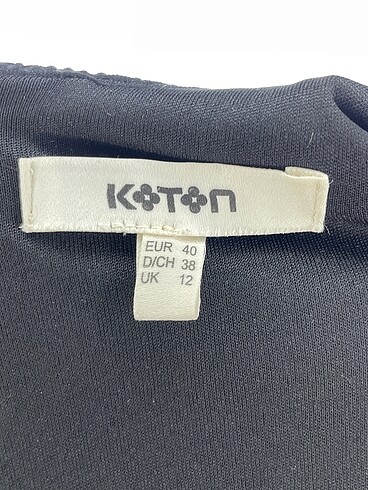 KOTON
EUR 40
D/CH 38
UK 12